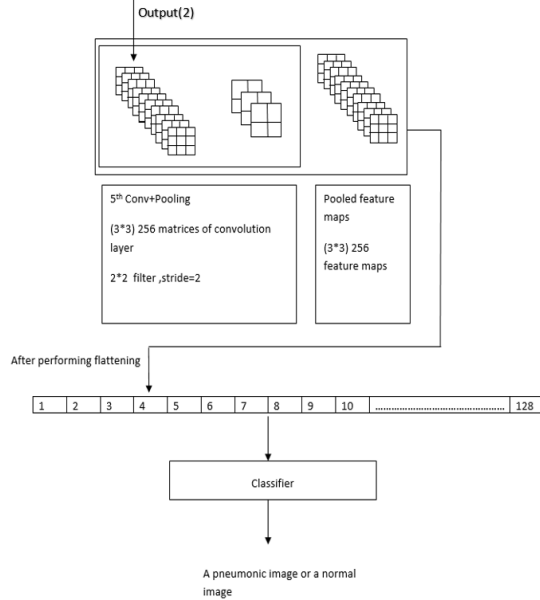 Output(2)
5th Conv+Pooling
(3*3) 256 matrices of convolution
layer
2*2 filter ,stride=2
Pooled feature
maps
(3*3) 256
feature maps
After performing flattening
1 2 3 4 5 6 7 8 9 10 ................................................ 128
Classifier
A pneumonic image or a normal
image